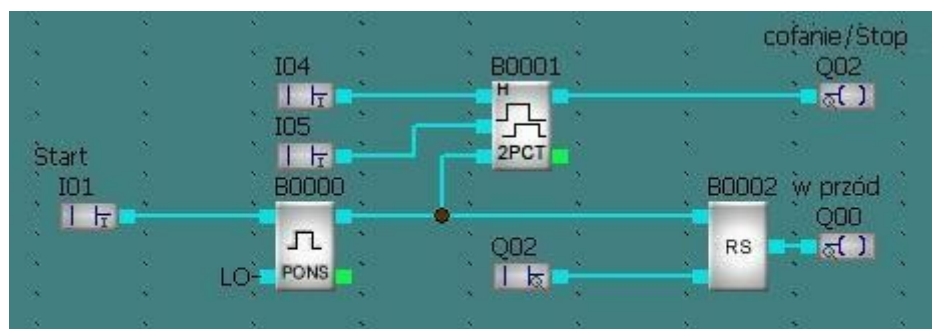 cofanie/Stop
I04
B0001
Q02
H
I05
2PCT
Start
I01
B0000
B0002
w przód
Q00
Q02
RS
LO
PONS